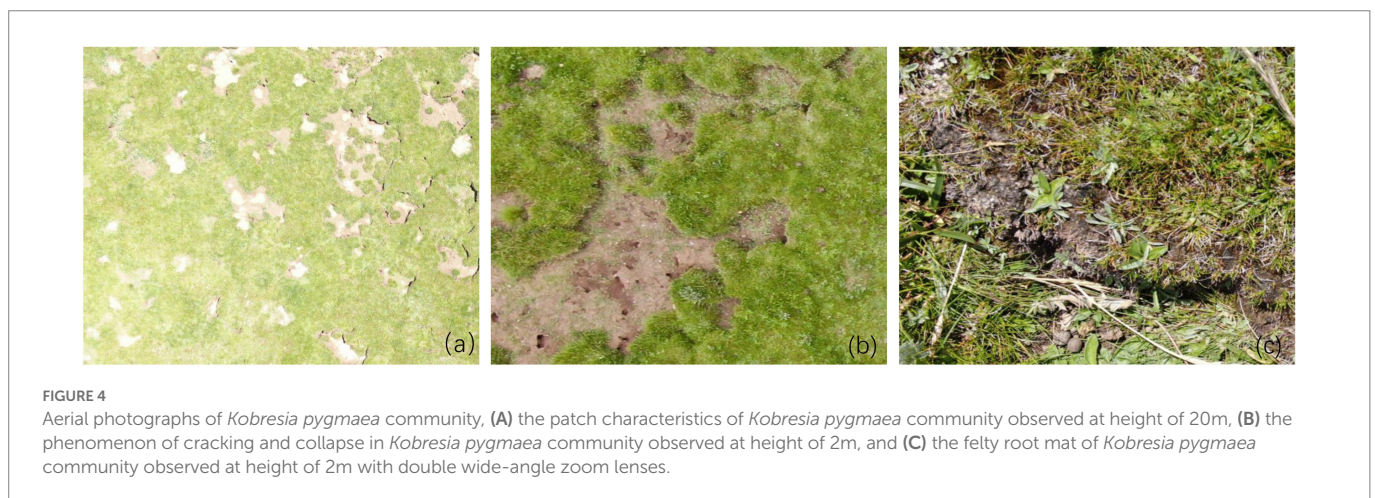 (a)
(b)
(c)
FIGURE 4
Aerial photographs of Kobresia pygmaea community, (A) the patch characteristics of Kobresia pygmaea community observed at height of 20m, (B) the
phenomenon of cracking and collapse in Kobresia pygmaea community observed at height of 2m, and (C) the felty root mat of Kobresia pygmaea
community observed at height of 2m with double wide-angle zoom lenses.